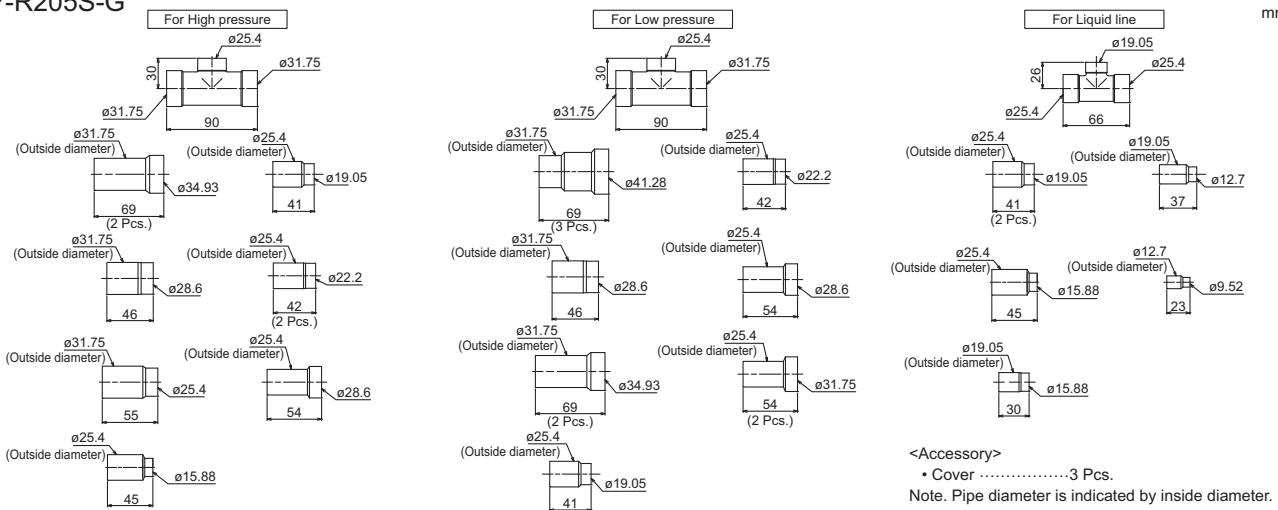 -R205S-G
For High pressure
ø25.4
30
ø31.75
ø31.75
90
ø31.75
(Outside diameter)
ø34.93
69
(2 Pcs.)
ø25.4
(Outside diameter)
ø19.05
41
ø31.75
(Outside diameter)
ø28.6
46
ø25.4
(Outside diameter)
ø22.2
42
(2 Pcs.)
ø31.75
(Outside diameter)
ø25.4
55
ø25.4
(Outside diameter)
ø28.6
54
ø25.4
(Outside diameter)
ø15.88
45
For Low pressure
ø25.4
30
ø31.75
ø31.75
90
ø31.75
(Outside diameter)
ø41.28
69
(3 Pcs.)
ø25.4
(Outside diameter)
ø22.2
42
ø31.75
(Outside diameter)
ø28.6
46
ø25.4
(Outside diameter)
ø28.6
54
ø31.75
(Outside diameter)
ø34.93
69
(2 Pcs.)
ø25.4
(Outside diameter)
ø31.75
54
(2 Pcs.)
ø25.4
(Outside diameter)
ø19.05
41
For Liquid line
ø19.05
26
ø25.4
ø25.4
66
ø25.4
(Outside diameter)
ø19.05
41
(2 Pcs.)
ø19.05
(Outside diameter)
ø12.7
37
ø25.4
(Outside diameter)
ø15.88
45
ø12.7
(Outside diameter)
ø9.52
23
ø19.05
(Outside diameter)
ø15.88
30
<Accessory>
• Cover ·················3 Pcs.
Note. Pipe diameter is indicated by inside diameter.